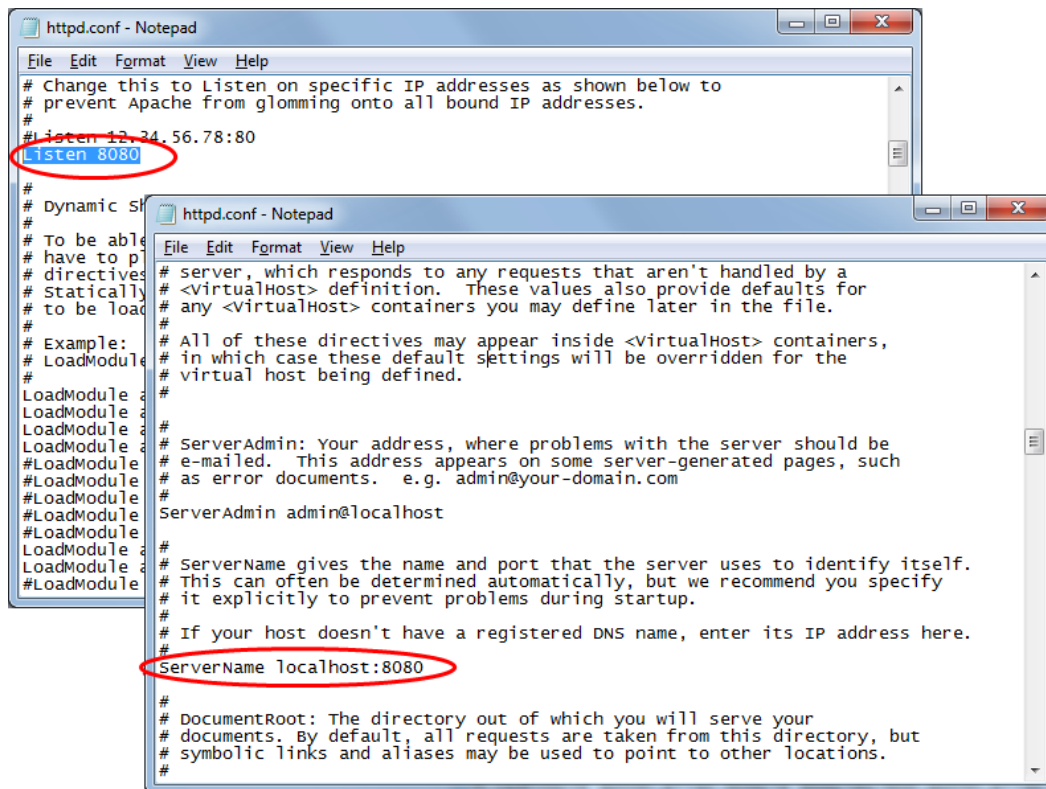 httpd.conf - Notepad
File Edit Format View Help
# Change this to Listen on specific IP addresses as shown below to
# prevent Apache from glomming onto all bound IP addresses.
#
#Listen 12.34.56.78:80
Listen 8080
#
# Dynamic
#
# To be able
# have to
# directives
# Statically
# to be
#
# Example:
# LoadModule
#
LoadModule
LoadModule
LoadModule
LoadModule
#LoadModule
#LoadModule
#LoadModule
#LoadModule
#LoadModule
LoadModule
LoadModule
#LoadModule
httpd.conf - Notepad
File Edit Format View Help
# server, which responds to any requests that aren't handled by a
# <VirtualHost> definition.  These values also provide defaults for
# any <VirtualHost> containers you may define later in the file.
#
# All of these directives may appear inside <VirtualHost> containers,
# in which case these default settings will be overridden for the
# virtual host being defined.
#
#
# ServerAdmin: Your address, where problems with the server should be
# e-mailed.  This address appears on some server-generated pages, such
# as error documents.  e.g. admin@your-domain.com
#
ServerAdmin admin@localhost
#
# ServerName gives the name and port that the server uses to identify itself.
# This can often be determined automatically, but we recommend you specify
# it explicitly to prevent problems during startup.
#
# If your host doesn't have a registered DNS name, enter its IP address here.
#
ServerName localhost:8080
#
# DocumentRoot: The directory out of which you will serve your
# documents. By default, all requests are taken from this directory, but
# symbolic links and aliases may be used to point to other locations.
#